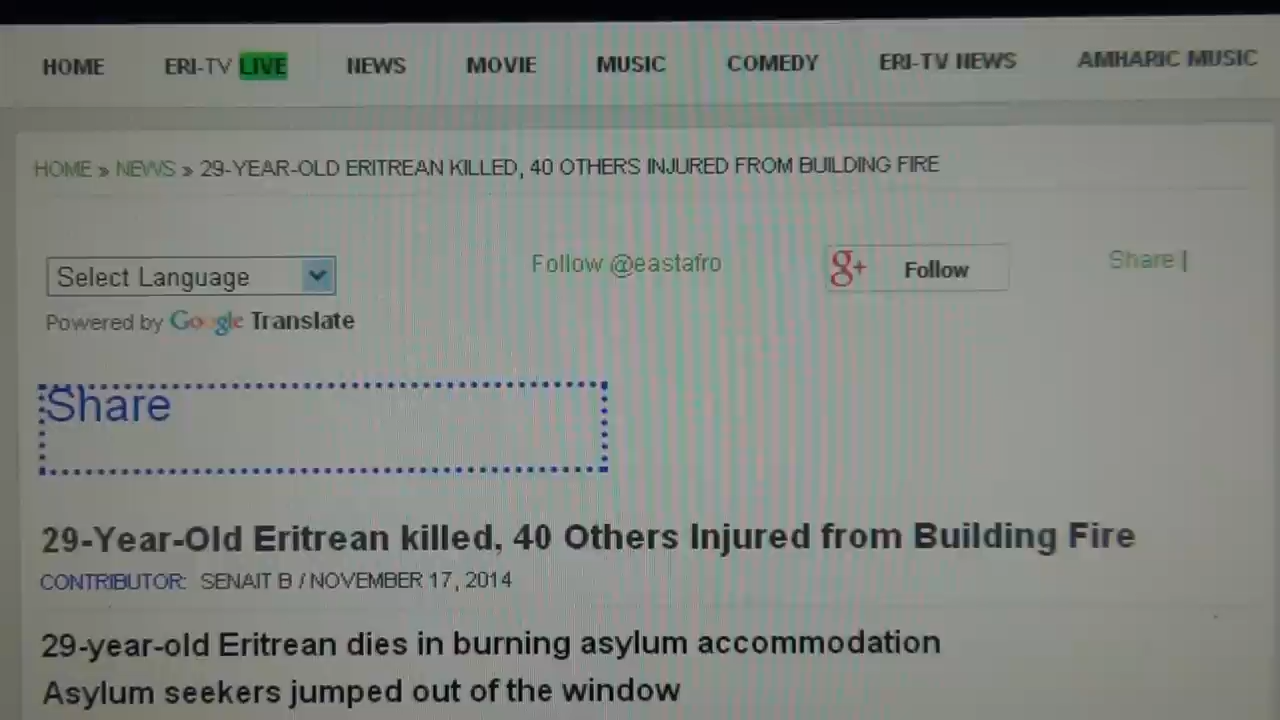 HOME ERI-TV LIVE NEWS MOVIE MUSIC COMEDY ERI-TV NEWS AMHARIC MUSIC
HOME » NEWS » 29-YEAR-OLD ERITREAN KILLED, 40 OTHERS INJURED FROM BUILDING FIRE
Select Language Follow @eastafro g+ Follow Share |
Powered by Google Translate
Share
29-Year-Old Eritrean killed, 40 Others Injured from Building Fire
CONTRIBUTOR: SENAIT B / NOVEMBER 17, 2014
29-year-old Eritrean dies in burning asylum accommodation
Asylum seekers jumped out of the window